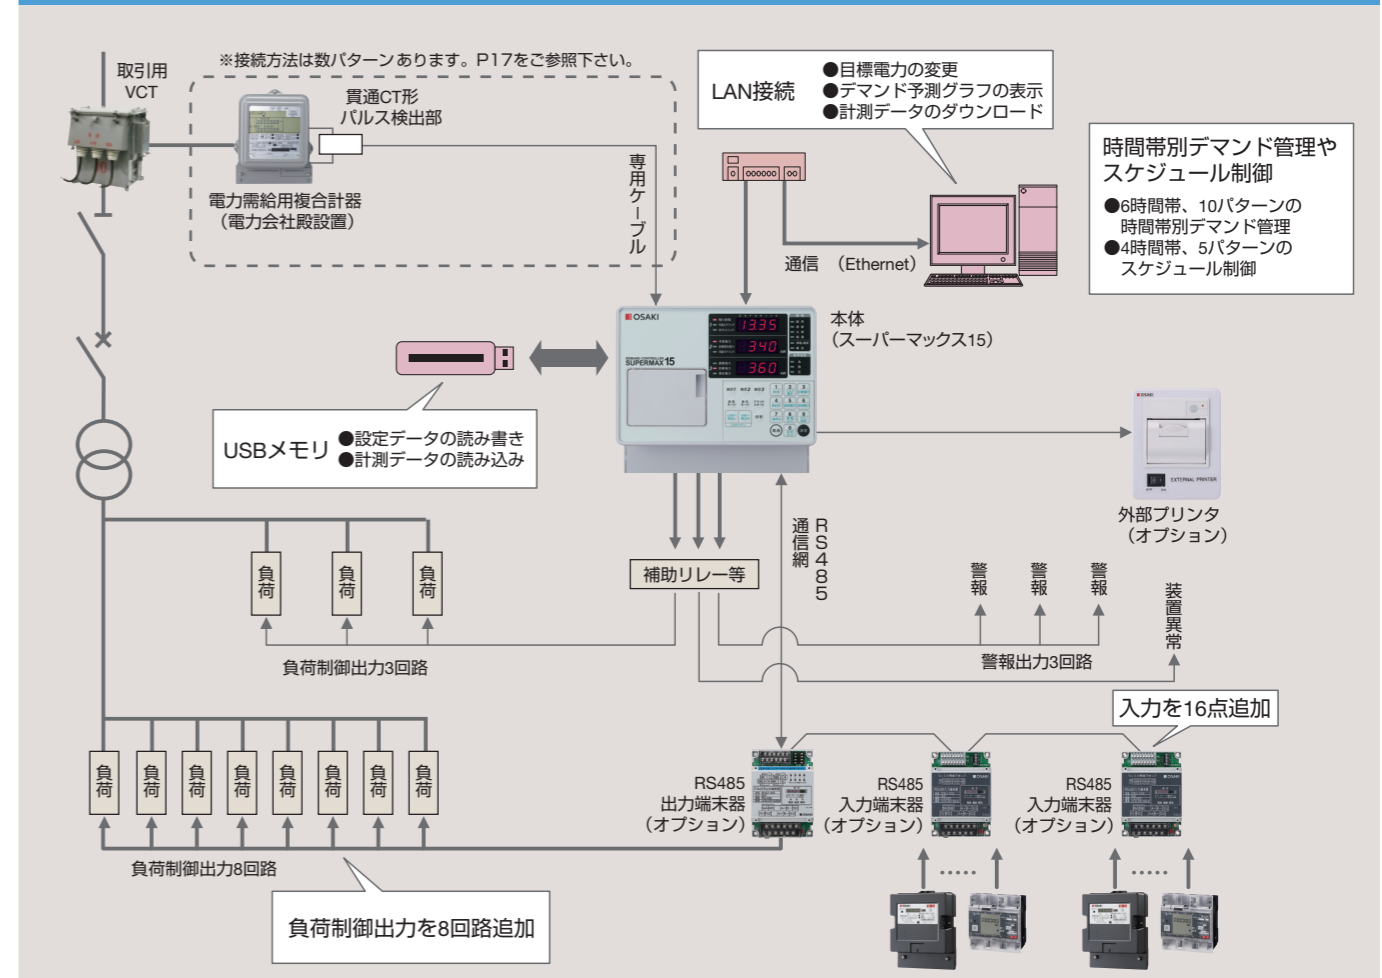 ※接続方法は数パターンあります。P17をご参照下さい。
取引用
VCT
貫通CT形
パルス検出部
電力需給用複合計器
（電力会社殿設置）
専用ケーブル
LAN接続
●目標電力の変更
●デマンド予測グラフの表示
●計測データのダウンロード
時間帯別デマンド管理や
スケジュール制御
●6時間帯、10パターンの
時間帯別デマンド管理
●4時間帯、5パターンの
スケジュール制御
通信　（Ethernet）
OSAKI
13.35
340
360
SUPERMAX 15
本体
（スーパーマックス15）
USBメモリ
●設定データの読み書き
●計測データの読み込み
OSAKI
EXTERNAL PRINTER
外部プリンタ
（オプション）
RS485
通信網
補助リレー等
負荷
負荷
負荷
負荷制御出力3回路
警報
警報
警報
警報出力3回路
装置異常
入力を16点追加
負荷
負荷
負荷
負荷
負荷
負荷
負荷
負荷
負荷制御出力8回路
負荷制御出力を8回路追加
RS485
出力端末器
（オプション）
RS485
入力端末器
（オプション）
RS485
入力端末器
（オプション）